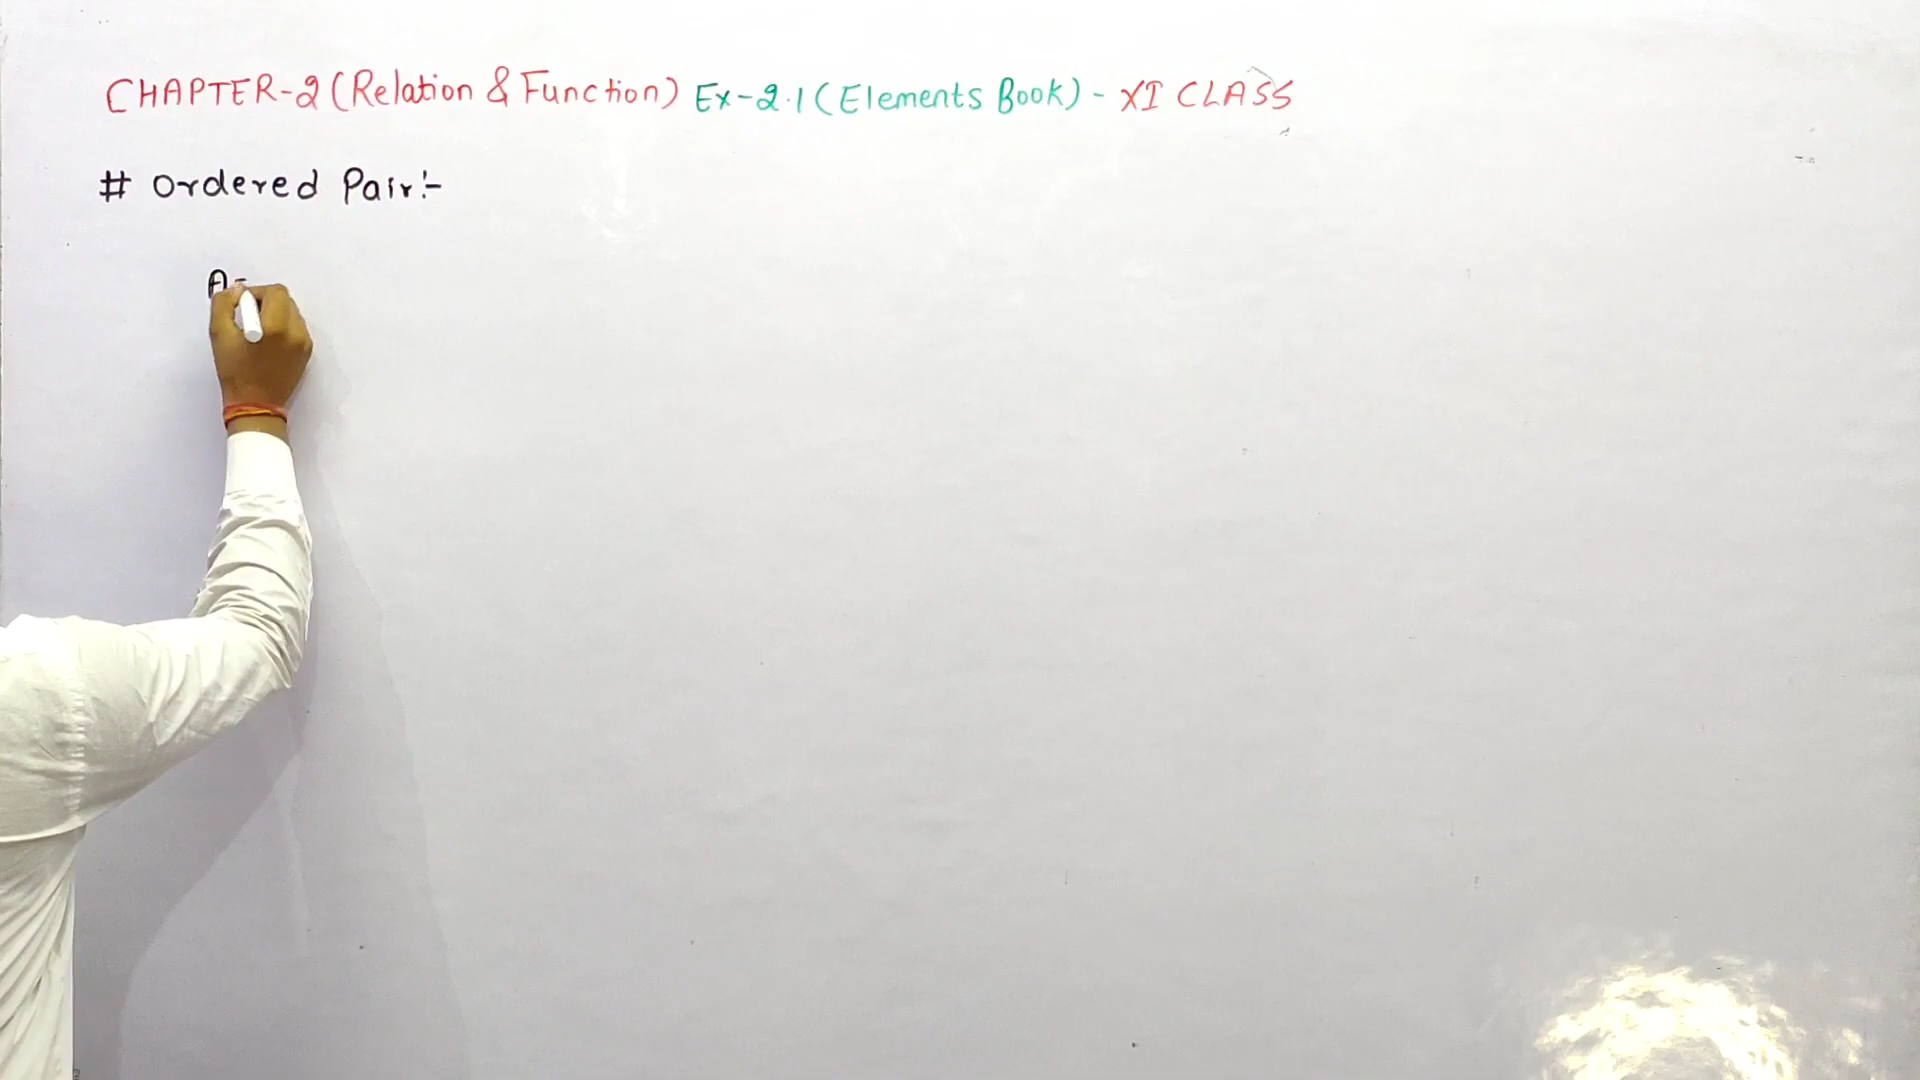 CHAPTER-2 (Relation & Function) Ex-2.1 (Elements Book) - XI CLASS
# Ordered Pair:-
A=